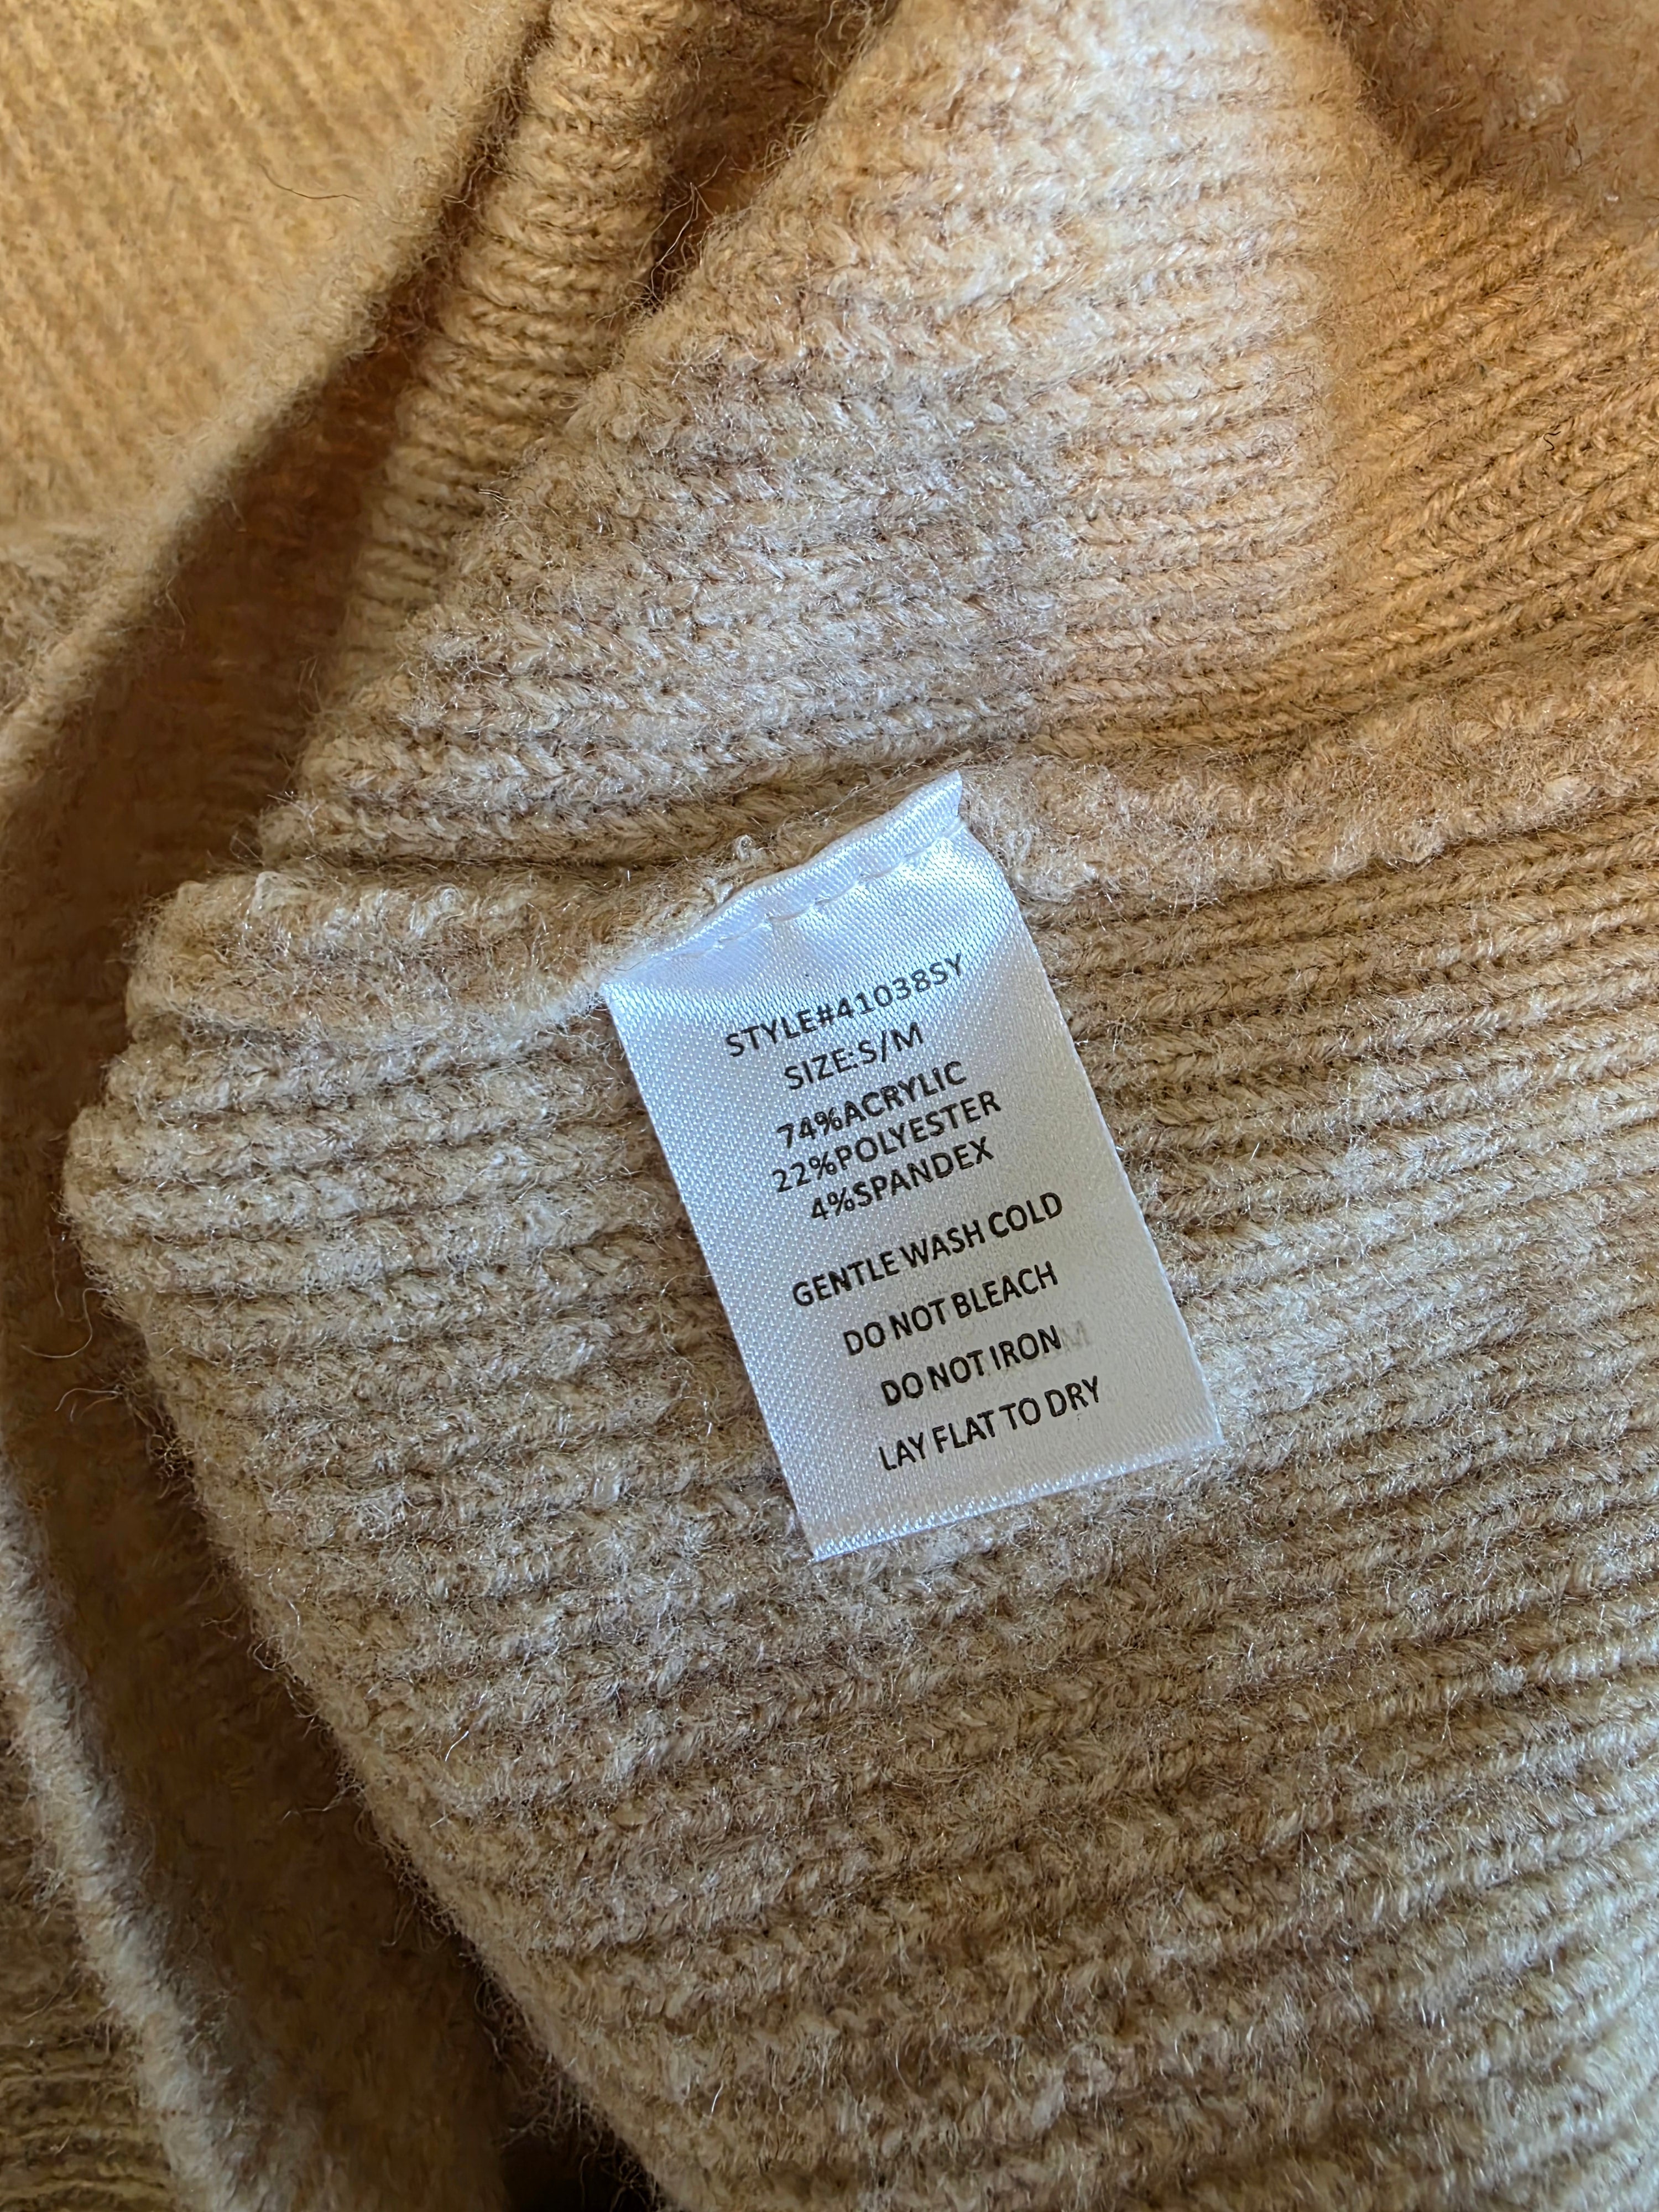 STYLE#41038SY
SIZE:S/M
74%ACRYLIC
22%POLYESTER
4%SPANDEX
GENTLE WASH COLD
DO NOT BLEACH
DO NOT IRON
LAY FLAT TO DRY